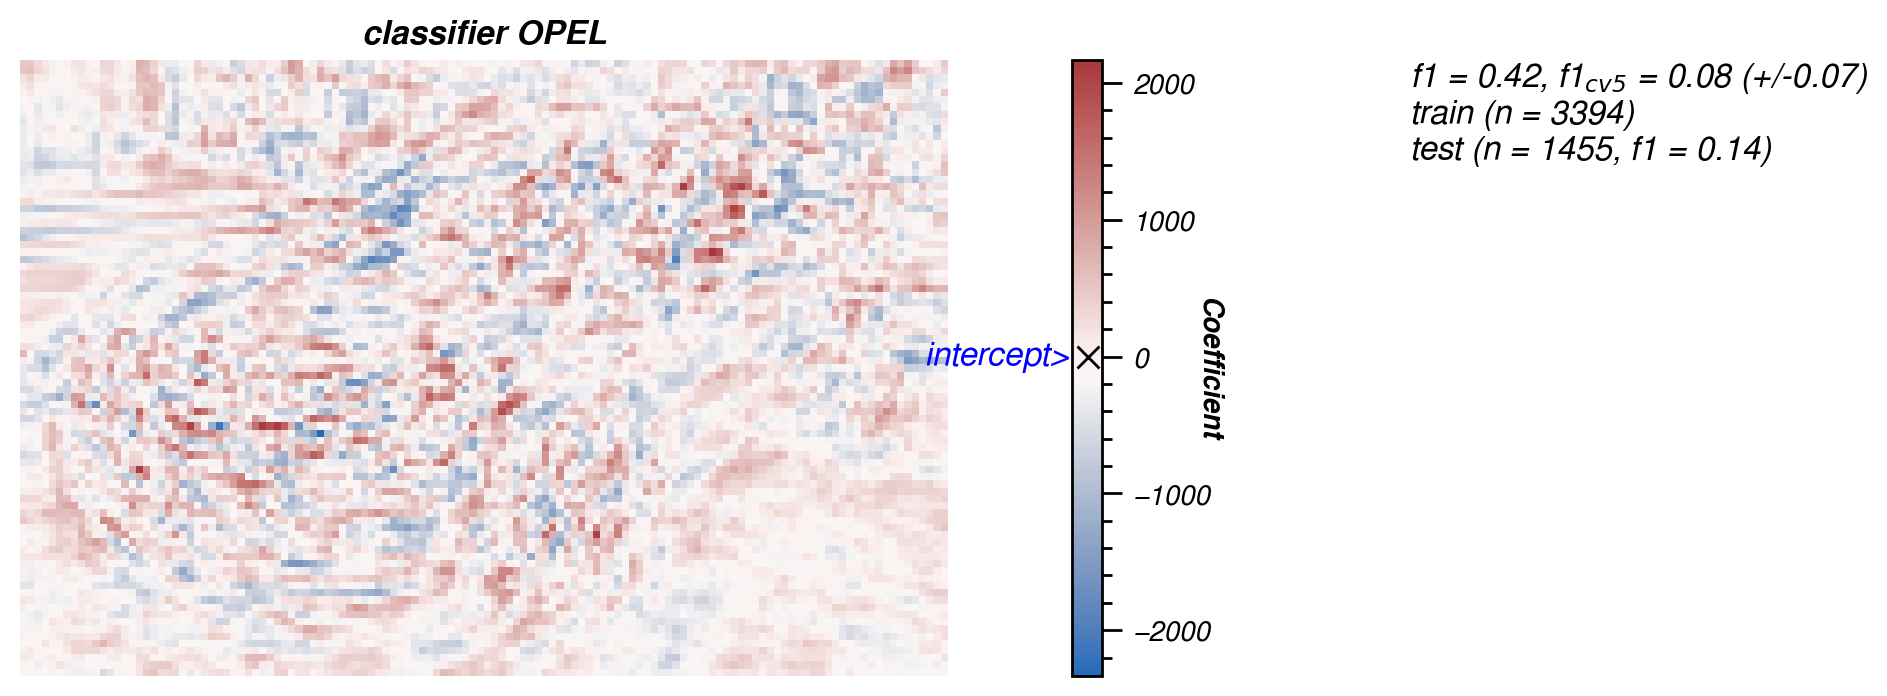 classifier OPEL
f1 = 0.42, f1cv5 = 0.08 (+/-0.07)
train (n = 3394)
test (n = 1455, f1 = 0.14)
2000
1000
intercept>
0
−1000
−2000
Coefficient